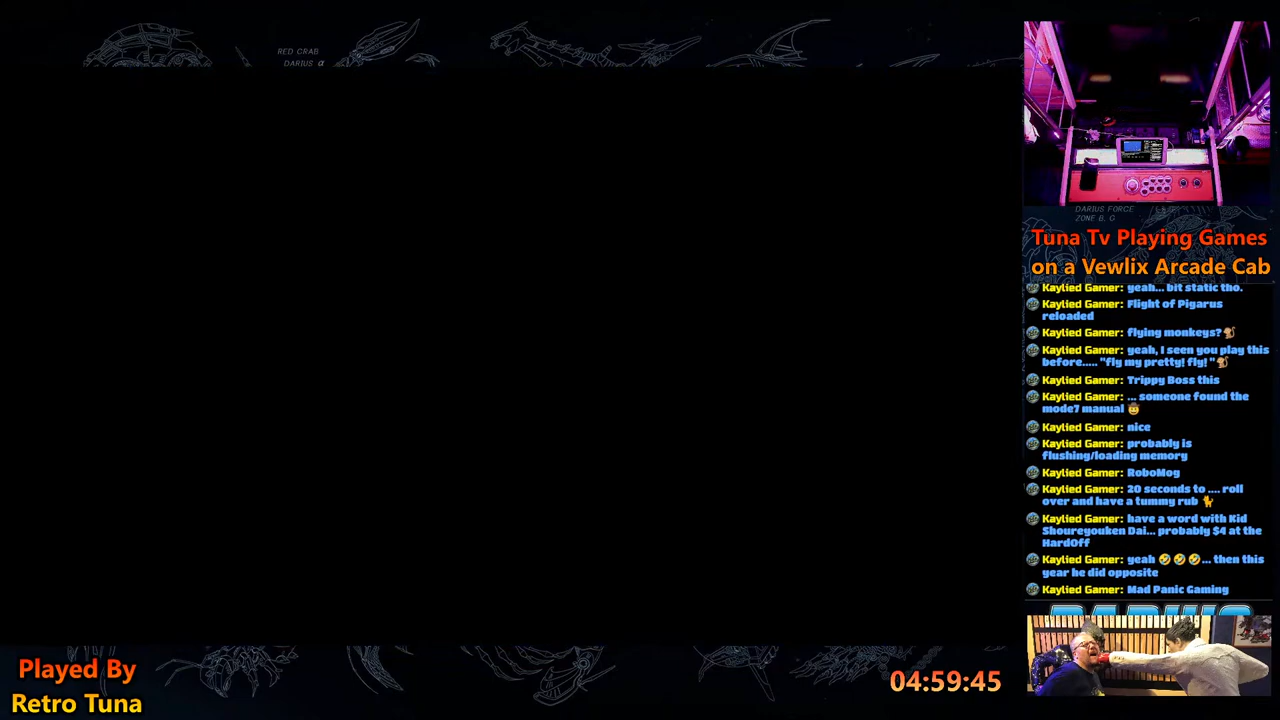 RED CRAB
DARIUS α
DARIUS FORCE
ZONE B, G
Tuna Tv Playing Games
on a Vewlix Arcade Cab
Kaylied Gamer: yeah... bit static tho.
Kaylied Gamer: Flight of Pigarus
reloaded
Kaylied Gamer: flying monkeys?🐒
Kaylied Gamer: yeah, I seen you play this
before..... "fly my pretty! fly! "🐒
Kaylied Gamer: Trippy Boss this
Kaylied Gamer: ... someone found the
mode7 manual 🤠
Kaylied Gamer: nice
Kaylied Gamer: probably is
flushing/loading memory
Kaylied Gamer: RoboMog
Kaylied Gamer: 20 seconds to .... roll
over and have a tummy rub 🐈
Kaylied Gamer: have a word with Kid
Shoureyouken Dai... probably $4 at the
HardOff
Kaylied Gamer: yeah 🤣🤣🤣... then this
year he did opposite
Kaylied Gamer: Mad Panic Gaming
DARIUS
Played By
Retro Tuna
04:59:45